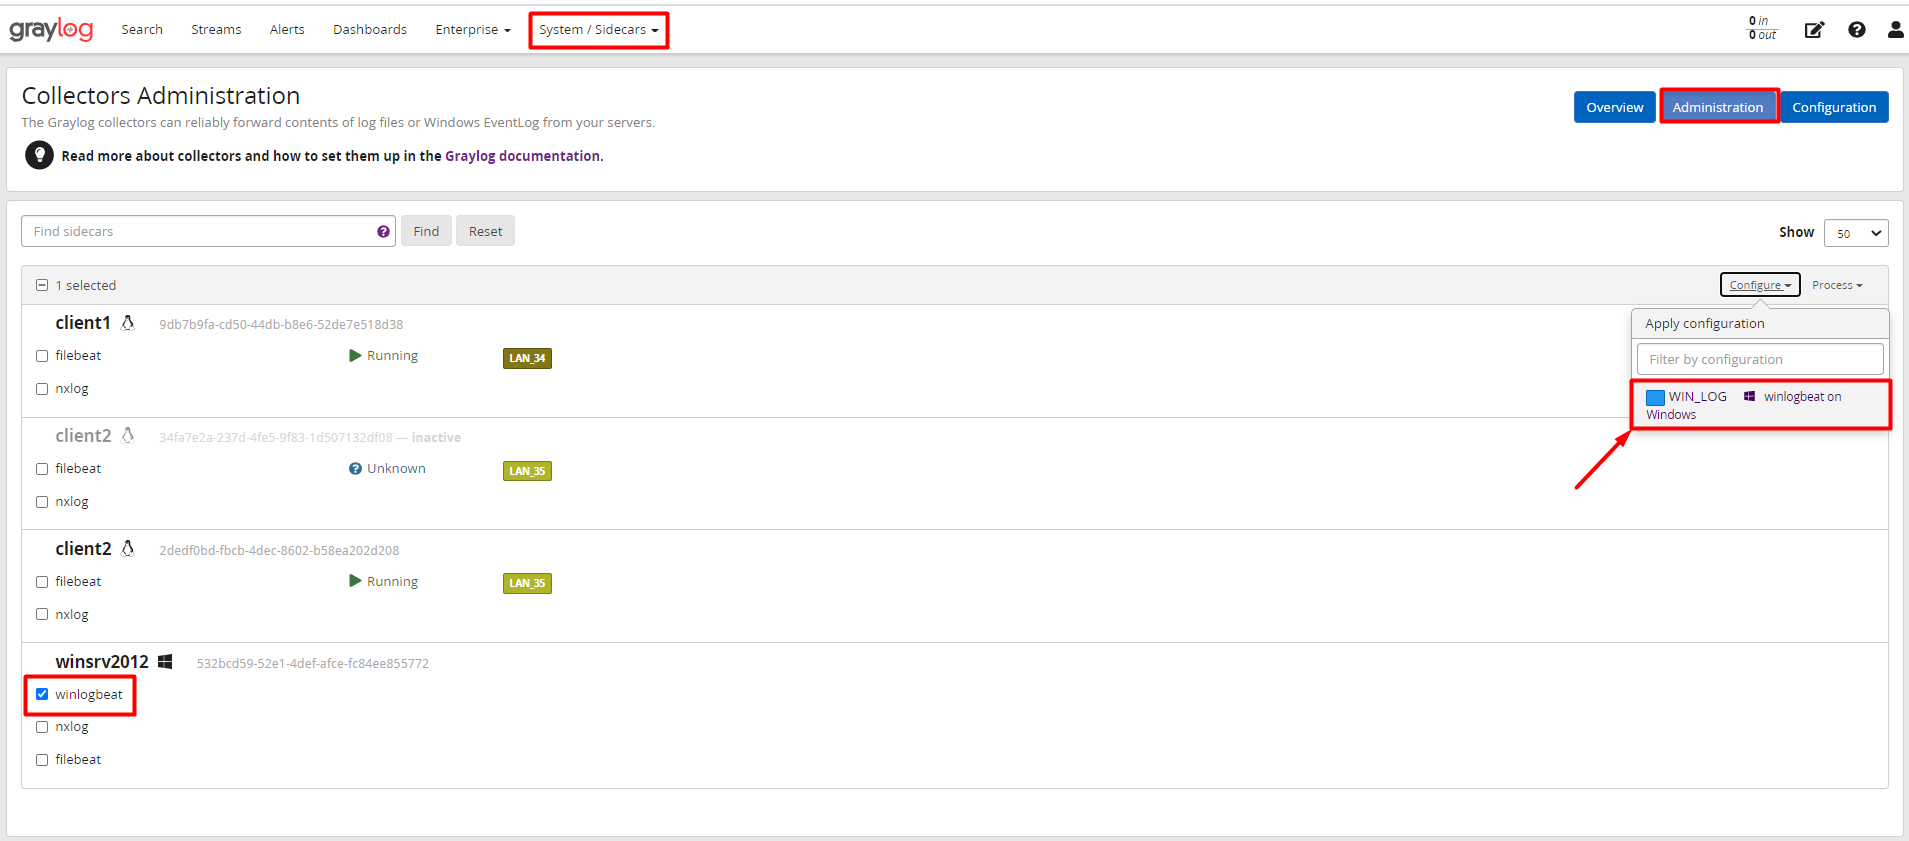 graylog Search Streams Alerts Dashboards Enterprise System / Sidecars 0 in
0 out
Collectors Administration
The Graylog collectors can reliably forward contents of log files or Windows EventLog from your servers.
Overview Administration Configuration
Read more about collectors and how to set them up in the Graylog documentation.
Find sidecars ? Find Reset Show 50
1 selected Configure Process
Apply configuration
Filter by configuration
WIN_LOG winlogbeat on
Windows
client1 9db7b9fa-cd50-44db-b8e6-52de7e518d38
filebeat Running LAN_34
nxlog
client2 34fa7e2a-237d-4fe5-9f83-1d507132df08 — inactive
filebeat ? Unknown LAN_35
nxlog
client2 2dedf0bd-fbcb-4dec-8602-b58ea202d208
filebeat Running LAN_35
nxlog
winsrv2012 532bcd59-52e1-4def-afce-fc84ee855772
winlogbeat
nxlog
filebeat